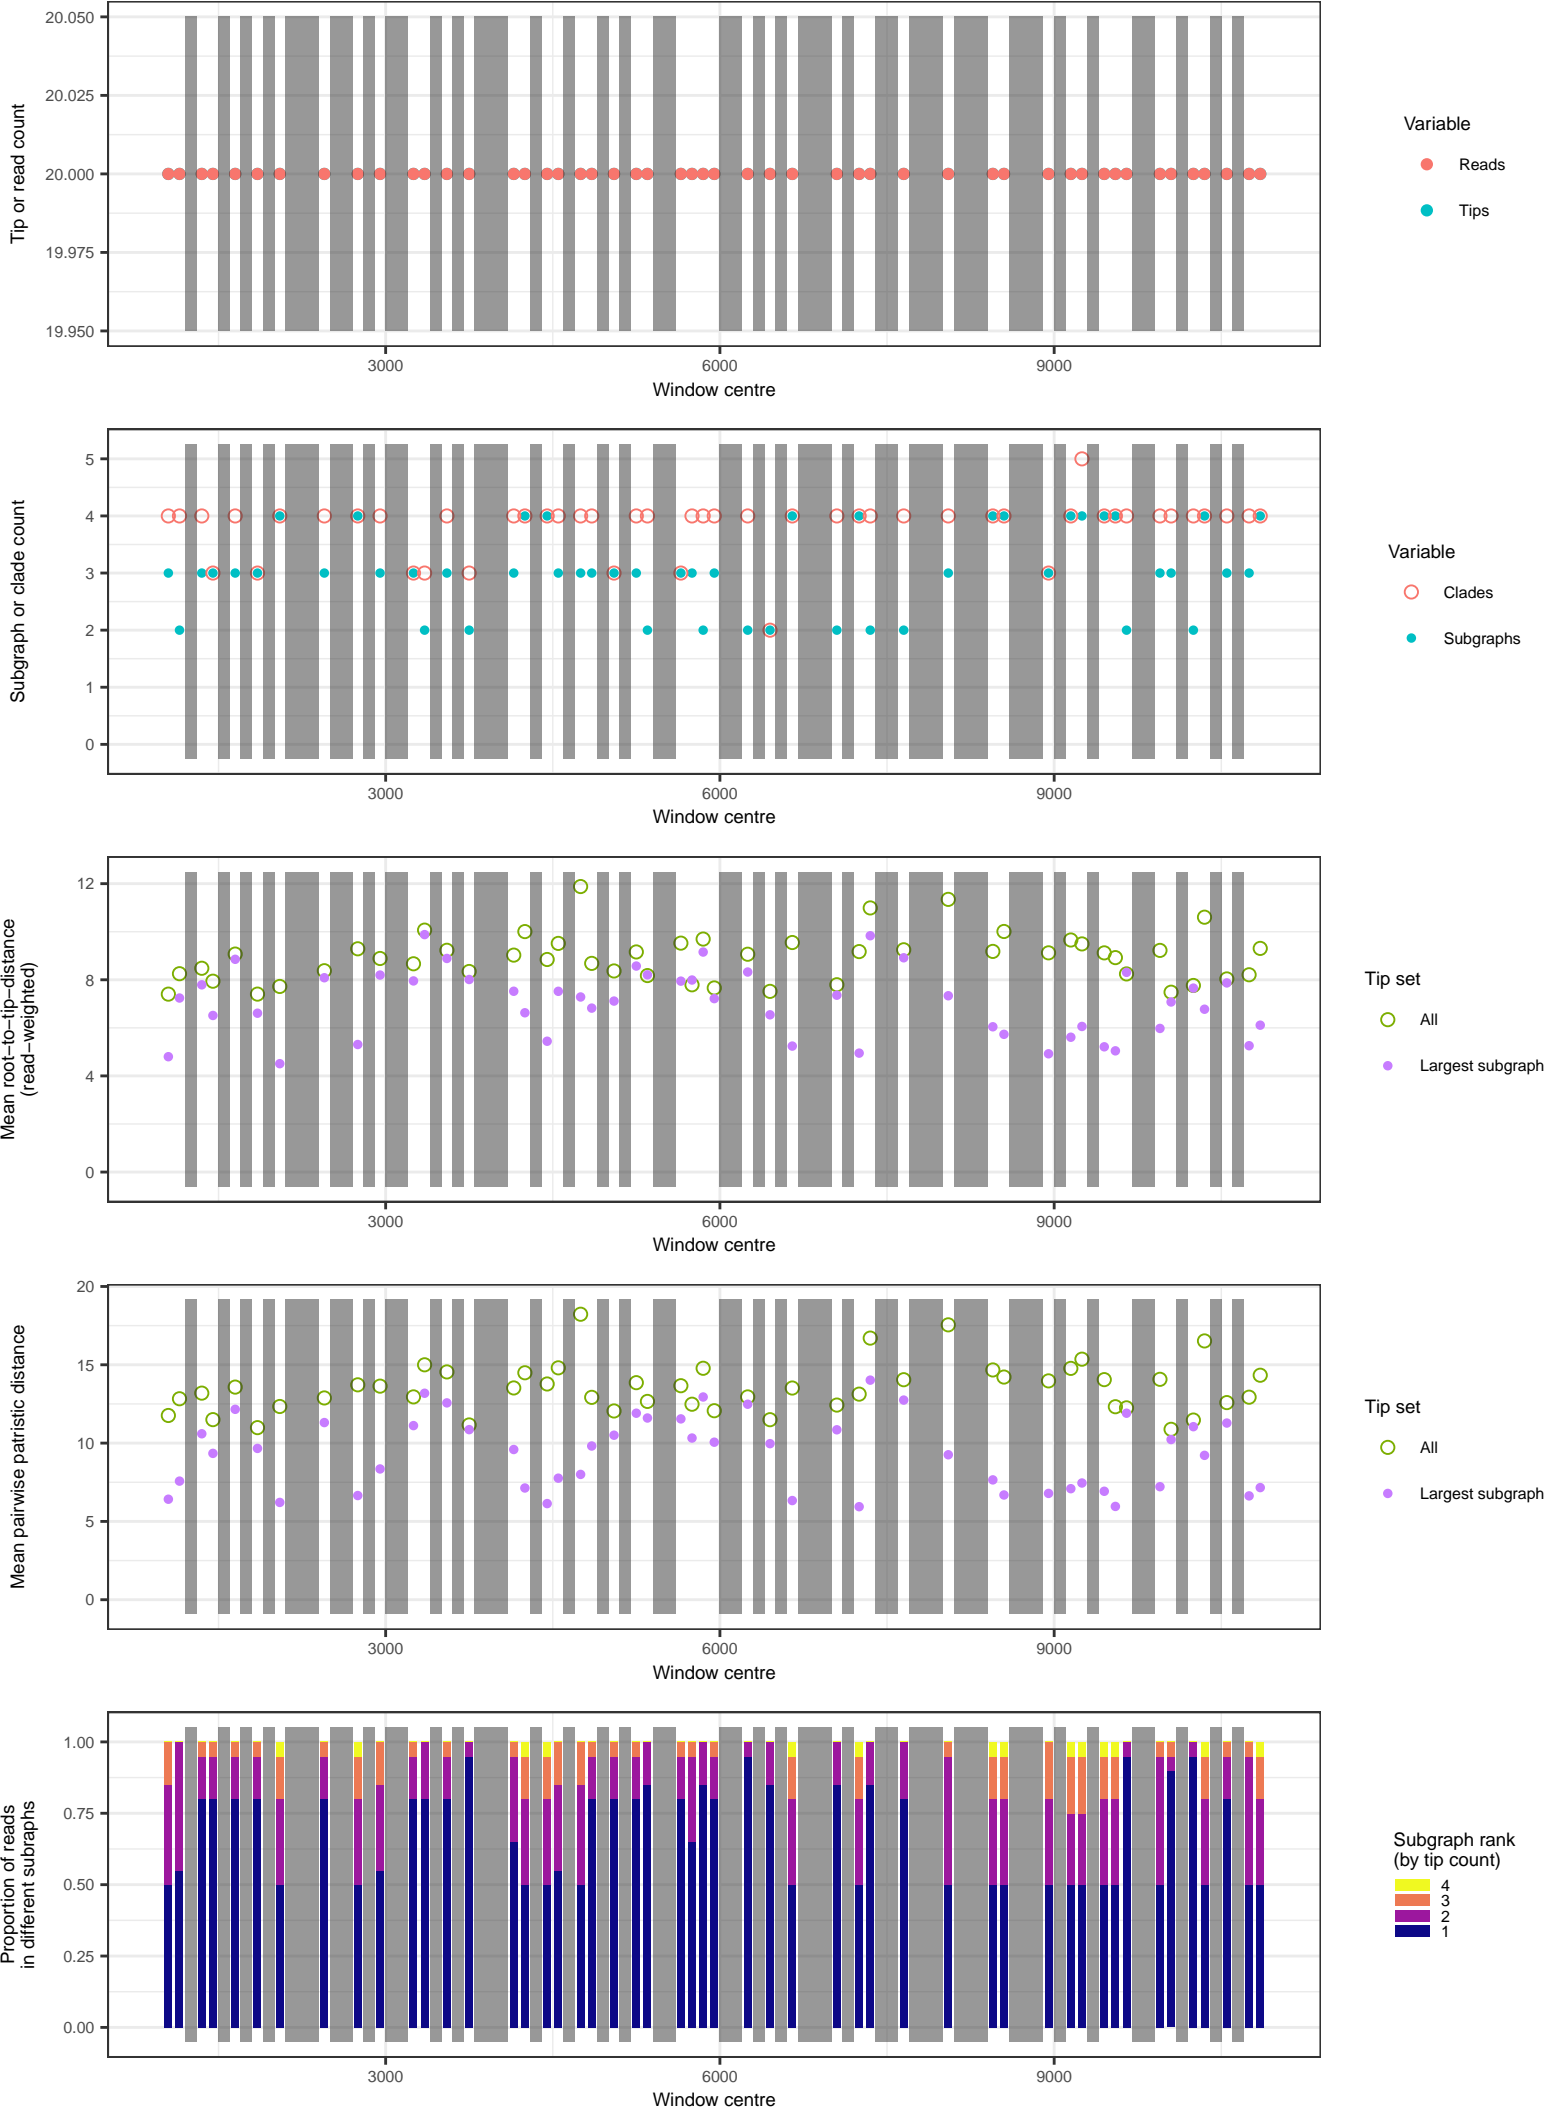 20.050
20.025
20.000
19.975
19.950
Tip or read count
3000 6000 9000
Window centre
Variable
Reads
Tips
5
4
3
2
1
0
Subgraph or clade count
3000 6000 9000
Window centre
Variable
Clades
Subgraphs
12
8
4
0
Mean root−to−tip−distance
(read−weighted)
3000 6000 9000
Window centre
Tip set
All
Largest subgraph
20
15
10
5
0
Mean pairwise patristic distance
3000 6000 9000
Window centre
Tip set
All
Largest subgraph
1.00
0.75
0.50
0.25
0.00
Proportion of reads
in different subraphs
3000 6000 9000
Window centre
Subgraph rank
(by tip count)
4
3
2
1